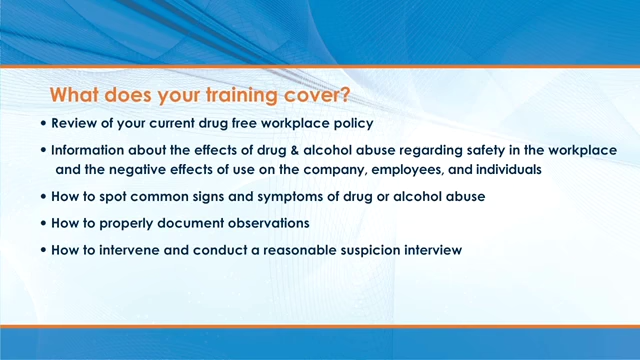 What does your training cover?
• Review of your current drug free workplace policy
• Information about the effects of drug & alcohol abuse regarding safety in the workplace
and the negative effects of use on the company, employees, and individuals
• How to spot common signs and symptoms of drug or alcohol abuse
• How to properly document observations
• How to intervene and conduct a reasonable suspicion interview